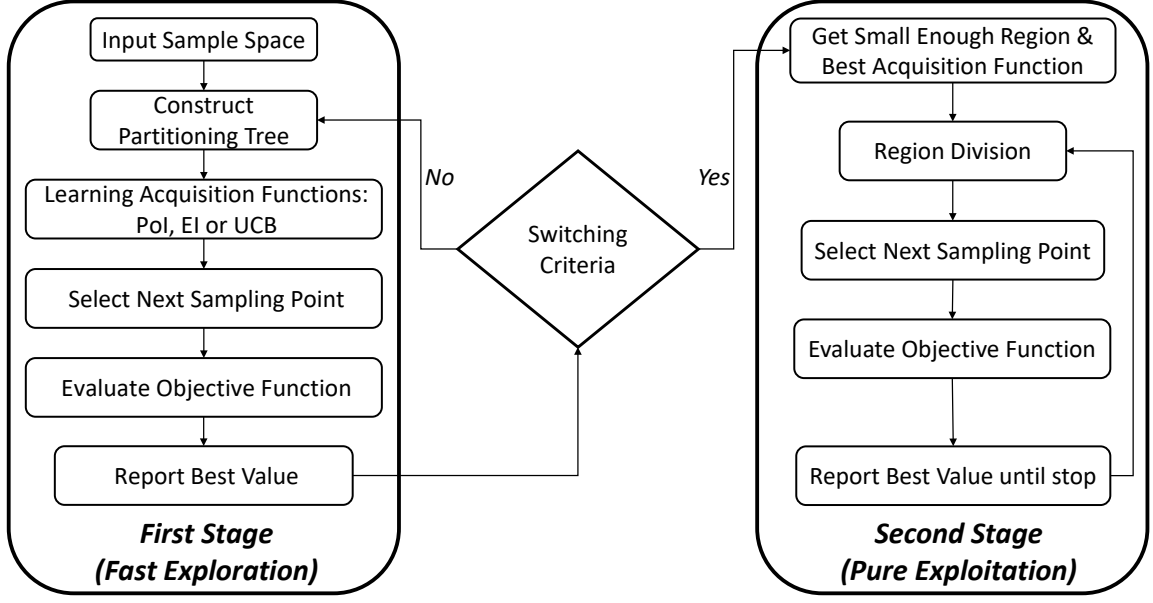 Input Sample Space
Construct
Partitioning Tree
Learning Acquisition Functions:
PoI, EI or UCB
Select Next Sampling Point
Evaluate Objective Function
Report Best Value
First Stage
(Fast Exploration)
No
Switching
Criteria
Yes
Get Small Enough Region &
Best Acquisition Function
Region Division
Select Next Sampling Point
Evaluate Objective Function
Report Best Value until stop
Second Stage
(Pure Exploitation)